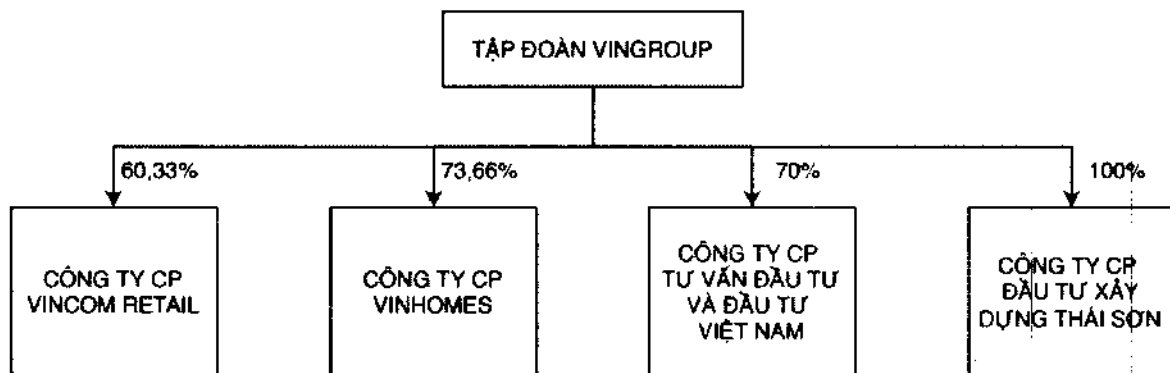 TẬP ĐOÀN VINGROUP
60,33%
73,66%
70%
100%
CÔNG TY CP
VINCOM RETAIL
CÔNG TY CP
VINHOMES
CÔNG TY CP
TƯ VẤN ĐẦU TƯ
VÀ ĐẦU TƯ
VIỆT NAM
CÔNG TY CP
ĐẦU TƯ XÂY
DỰNG THÁI SƠN